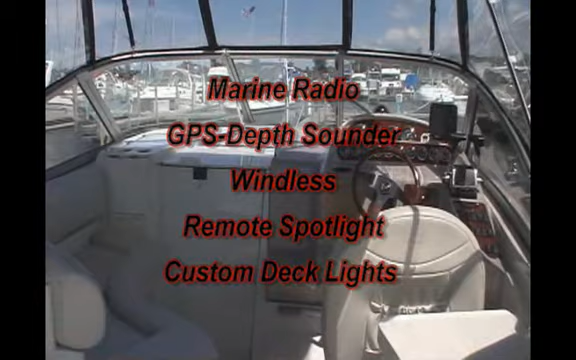 Marine Radio
GPS-Depth Sounder
Windless
Remote Spotlight
Custom Deck Lights